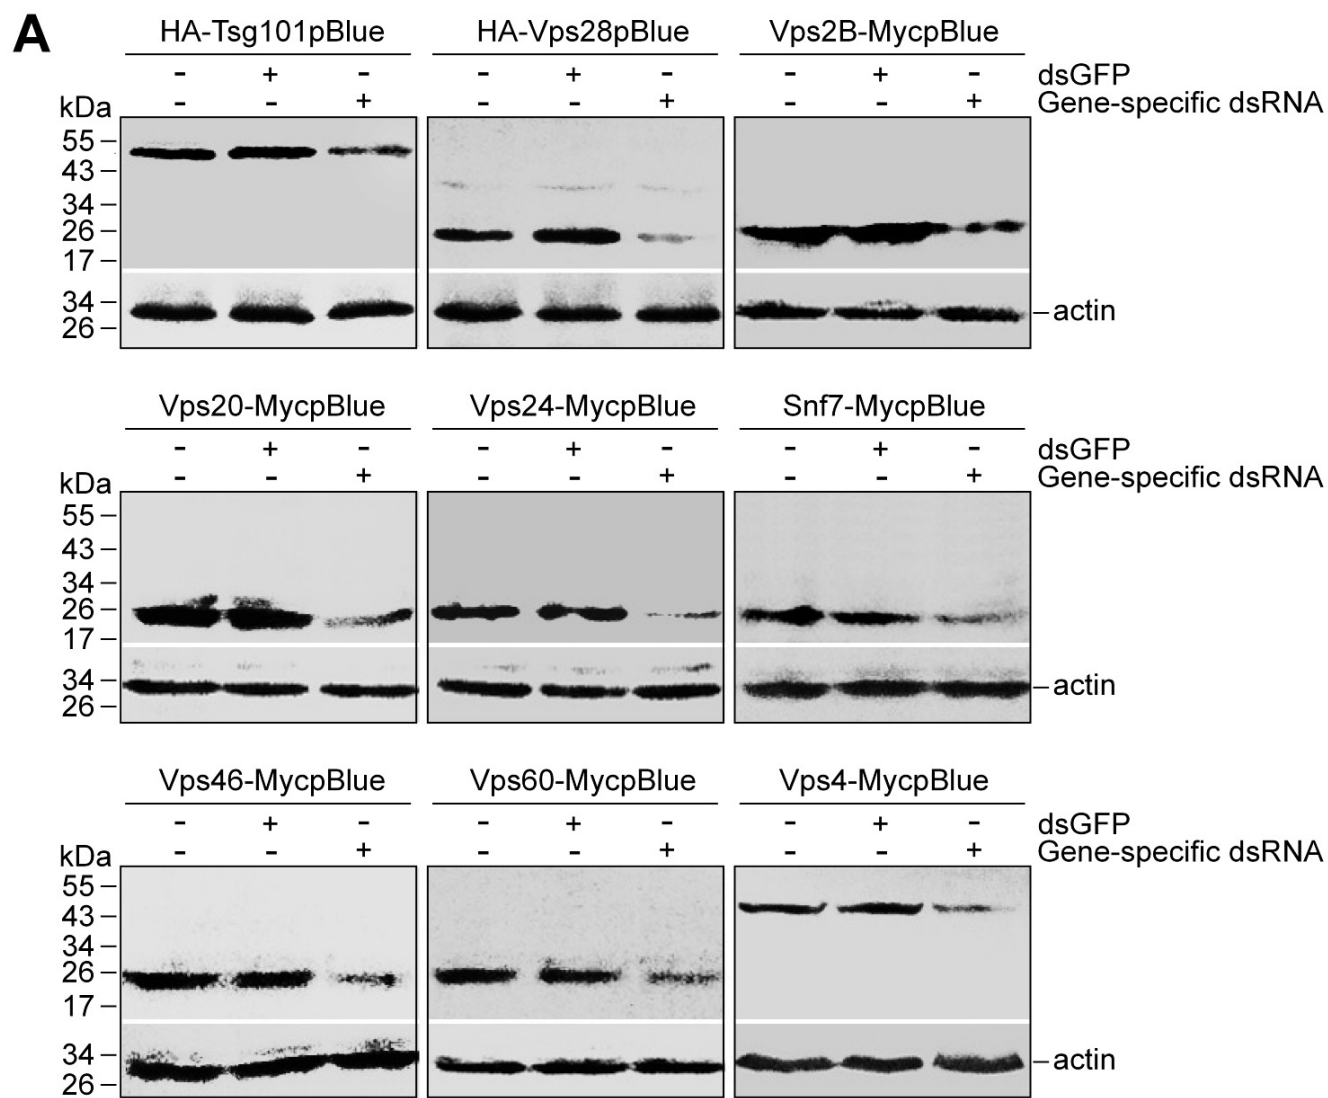 A
HA-Tsg101pBlue HA-Vps28pBlue Vps2B-MycpBlue
- + - - + - - + - dsGFP
kDa - - + - - + - - + Gene-specific dsRNA
55
43
34
26
17
34
26
actin
Vps20-MycpBlue Vps24-MycpBlue Snf7-MycpBlue
- + - - + - - + - dsGFP
kDa - - + - - + - - + Gene-specific dsRNA
55
43
34
26
17
34
26
actin
Vps46-MycpBlue Vps60-MycpBlue Vps4-MycpBlue
- + - - + - - + - dsGFP
kDa - - + - - + - - + Gene-specific dsRNA
55
43
34
26
17
34
26
actin